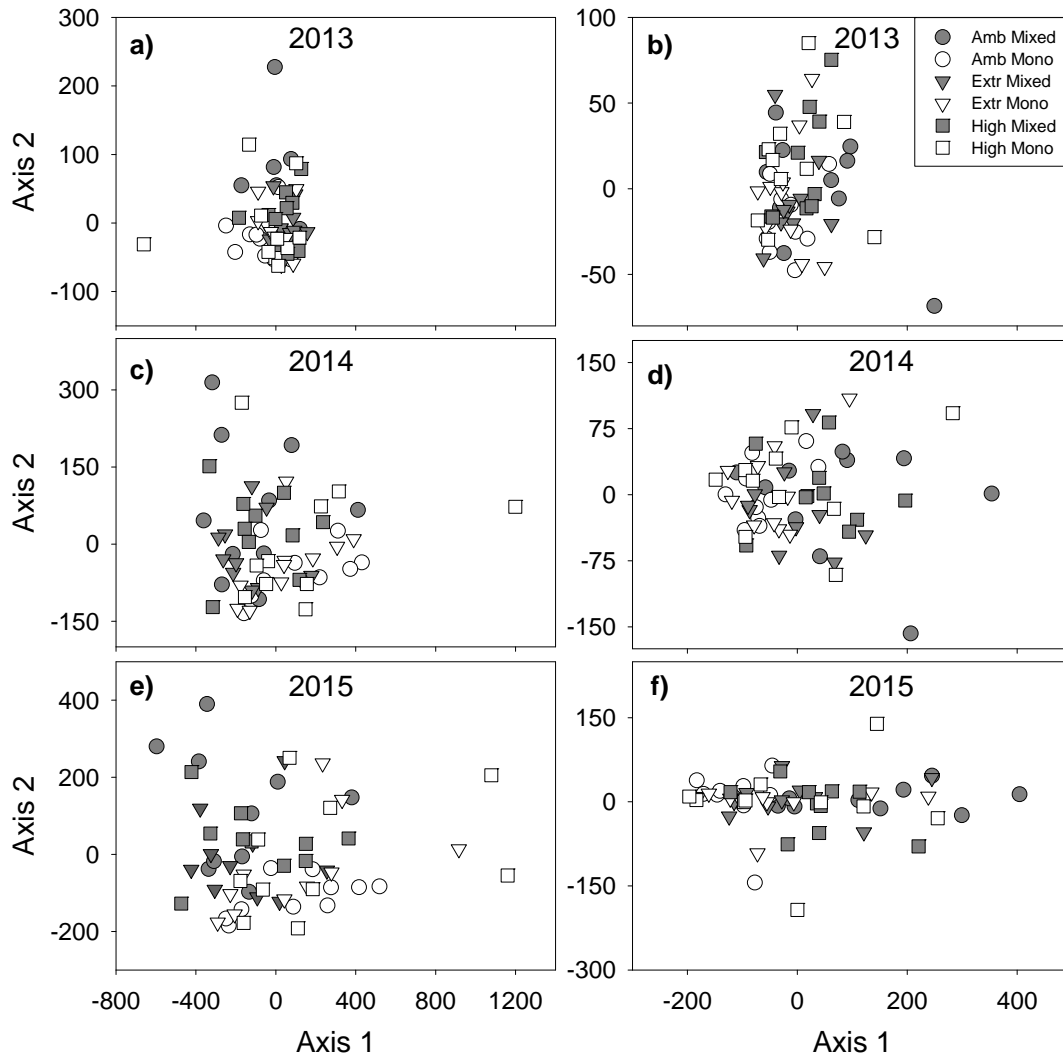 a) 2013
300
200
100
0
-100
Axis 2
b) 2013
100
50
0
-50
Amb Mixed
Amb Mono
Extr Mixed
Extr Mono
High Mixed
High Mono
c) 2014
300
150
0
-150
Axis 2
d) 2014
150
75
0
-75
-150
e) 2015
400
200
0
-200
Axis 2
-800 -400 0 400 800 1200
Axis 1
f) 2015
150
0
-150
-300
-200 0 200 400
Axis 1